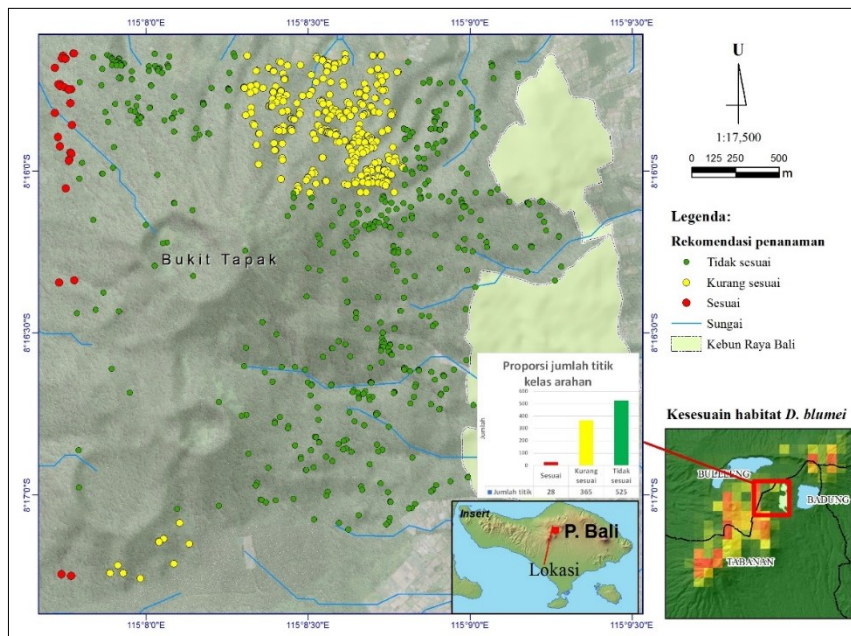 115°8'0"E
115°8'30"E
115°9'0"E
115°9'30"E
8°16'0"S
8°16'30"S
8°17'0"S
Bukit Tapak
U
1:17,500
0 125 250 500
m
Legenda:
Rekomendasi penanaman
Tidak sesuai
Kurang sesuai
Sesuai
Sungai
Kebun Raya Bali
Proporsi jumlah titik
kelas arahan
Jumlah
600
500
400
300
200
100
0
Sesuai
Kurang
sesuai
Tidak
sesuai
Jumlah titik 28 365 525
Insert
P. Bali
Lokasi
Kesesuain habitat D. blumei
BULELENG
BADUNG
TABANAN
8°16'0"S
8°16'30"S
8°17'0"S
115°8'0"E
115°8'30"E
115°9'0"E
115°9'30"E